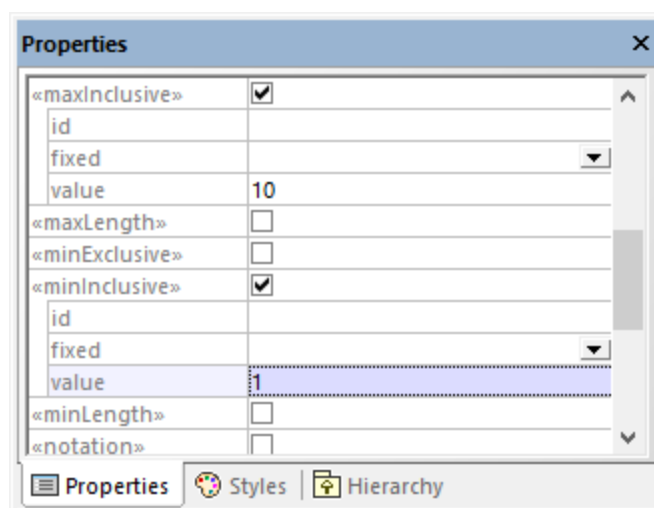 Properties
«maxInclusive»
id
fixed
value 10
«maxLength»
«minExclusive»
«minInclusive»
id
fixed
value 1
«minLength»
«notation»
Properties Styles Hierarchy